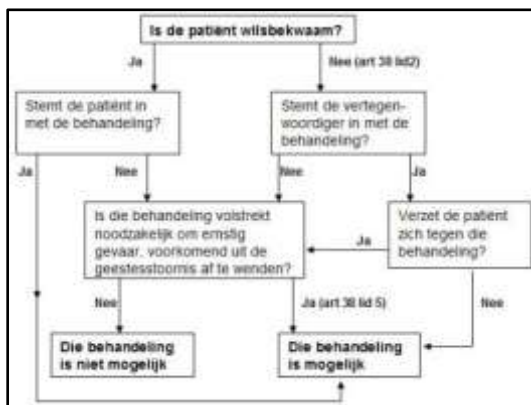 Is de patiënt wilsbekwaam?
Ja
Nee (art 38 lid2)
Stemt de patiënt in
met de behandeling?
Stemt de vertegen-
woordiger in met de
behandeling?
Ja
Nee
Nee
Ja
Is die behandeling volstrekt
noodzakelijk om ernstig
gevaar, voorkomend uit de
geestesstoornis af te wenden?
Ja
Verzet de patiënt
zich tegen die
behandeling?
Nee
Ja (art 38 lid 5)
Nee
Die behandeling
is niet mogelijk
Die behandeling
is mogelijk